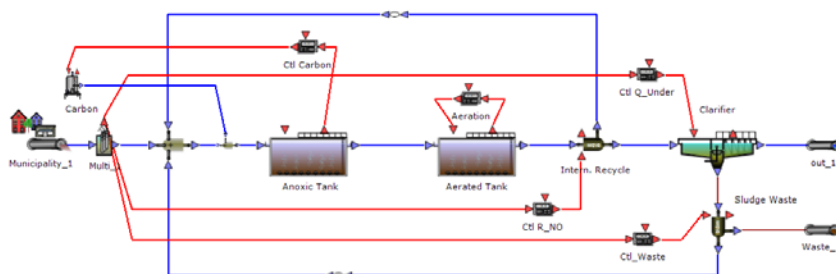 Ctl Carbon
Ctl Q_Under
Carbon
Aeration
Clarifier
Municipality_1
Multi_
Anoxic Tank
Aerated Tank
Intern. Recycle
out_1
Sludge Waste
Ctl R_NO
Ctl_Waste
Waste_